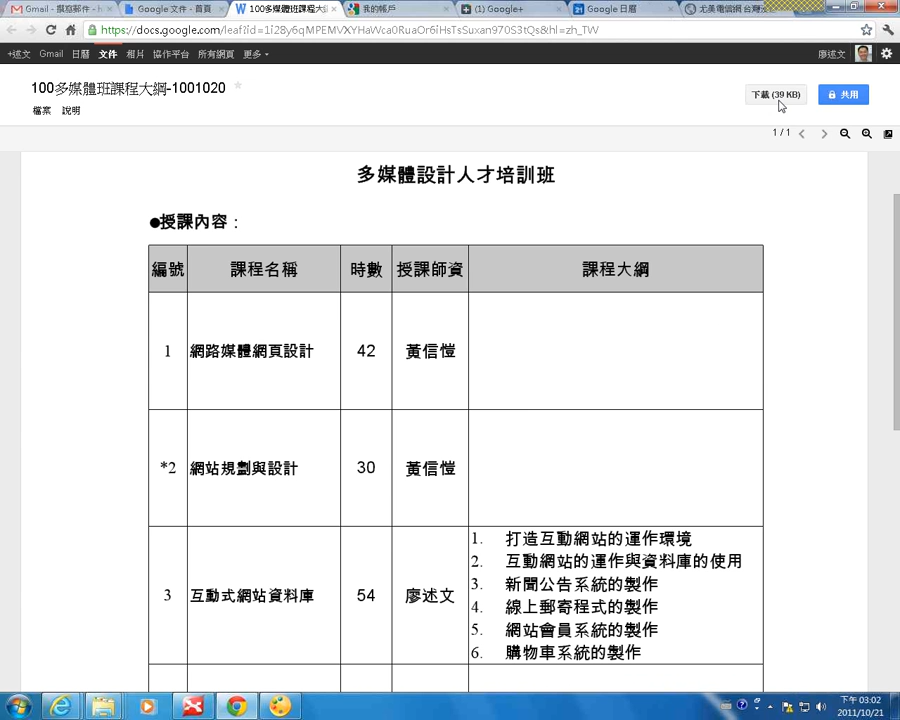 Gmail - 旗艦郵件 - H
Google 文件 - 首頁
100多媒體班課程大綱
我的帳戶
(1) Google+
Google 日曆
https://docs.google.com/leaf?id=1i28y6qMPEMVXYHaWca0RuaOr6iHsTsSuxan970S3tQs&hl=zh_TW
+述文 Gmail 日曆 文件 相片 協作平台 所有網頁 更多
廖述文
100多媒體班課程大綱-1001020
下載 (39 KB)
共用
檔案 說明
1 / 1
多媒體設計人才培訓班
●授課內容：
編號 課程名稱 時數 授課師資 課程大綱
1 網路媒體網頁設計 42 黃信愷
*2 網站規劃與設計 30 黃信愷
3 互動式網站資料庫 54 廖述文
1. 打造互動網站的運作環境
2. 互動網站的運作與資料庫的使用
3. 新聞公告系統的製作
4. 線上郵寄程式的製作
5. 網站會員系統的製作
6. 購物車系統的製作
下午 03:02
2011/10/21